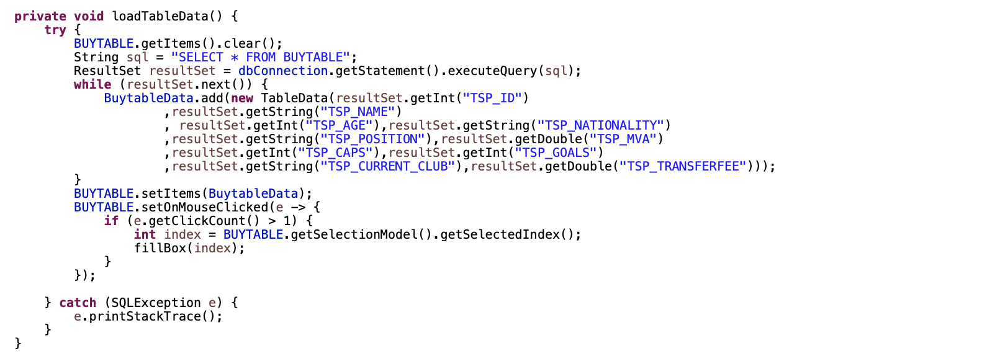 private void loadTableData() {
try {
BUYTABLE.getItems().clear();
String sql = "SELECT * FROM BUYTABLE";
ResultSet resultSet = dbConnection.getStatement().executeQuery(sql);
while (resultSet.next()) {
BuytableData.add(new TableData(resultSet.getInt("TSP_ID")
,resultSet.getString("TSP_NAME")
, resultSet.getInt("TSP_AGE"),resultSet.getString("TSP_NATIONALITY")
,resultSet.getString("TSP_POSITION"),resultSet.getDouble("TSP_MVA")
,resultSet.getInt("TSP_CAPS"),resultSet.getInt("TSP_GOALS")
,resultSet.getString("TSP_CURRENT_CLUB"),resultSet.getDouble("TSP_TRANSFERFEE")));
}
BUYTABLE.setItems(BuytableData);
BUYTABLE.setOnMouseClicked(e -> {
if (e.getClickCount() > 1) {
int index = BUYTABLE.getSelectionModel().getSelectedIndex();
fillBox(index);
}
});
} catch (SQLException e) {
e.printStackTrace();
}
}